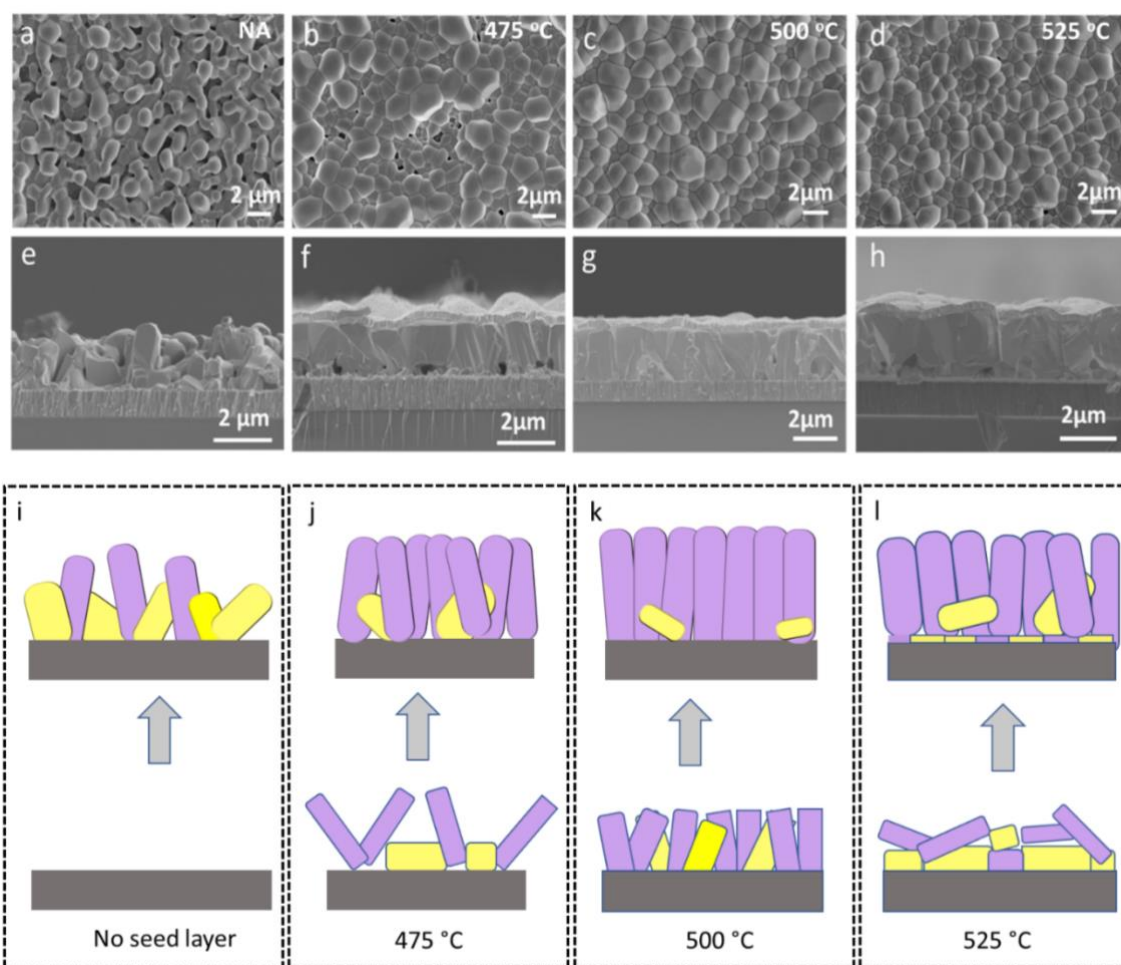 a NA
b 475 °C
c 500 °C
d 525 °C
2 μm
2μm
2μm
2μm
e
f
g
h
2 μm
2μm
2μm
2μm
i
j
k
l
No seed layer
475 °C
500 °C
525 °C